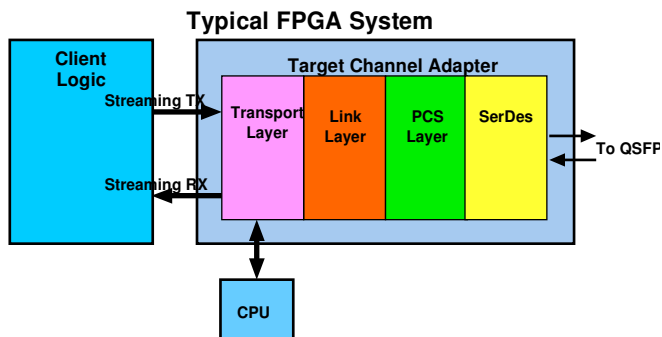 Typical FPGA System
Client
Logic
Target Channel Adapter
Streaming TX
Transport
Layer
Link
Layer
PCS
Layer
SerDes
To QSFP
Streaming RX
CPU